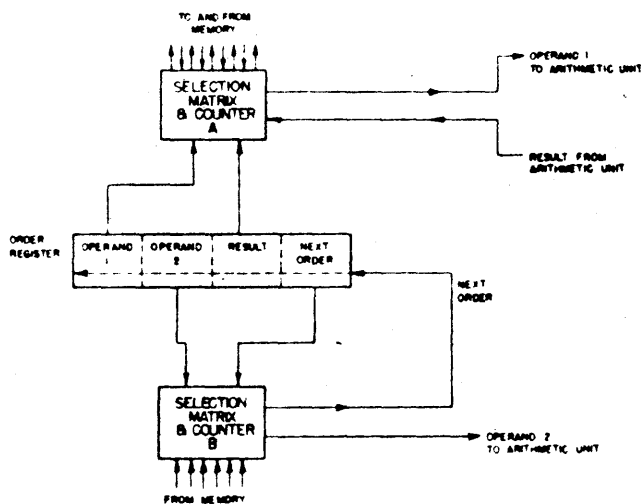 TO AND FROM
MEMORY
SELECTION
MATRIX
& COUNTER
A
OPERAND 1
TO ARITHMETIC UNIT
RESULT FROM
ARITHMETIC UNIT
ORDER
REGISTER
OPERAND
OPERAND
2
RESULT
NEXT
ORDER
NEXT
ORDER
SELECTION
MATRIX
& COUNTER
B
OPERAND 2
TO ARITHMETIC UNIT
FROM MEMORY